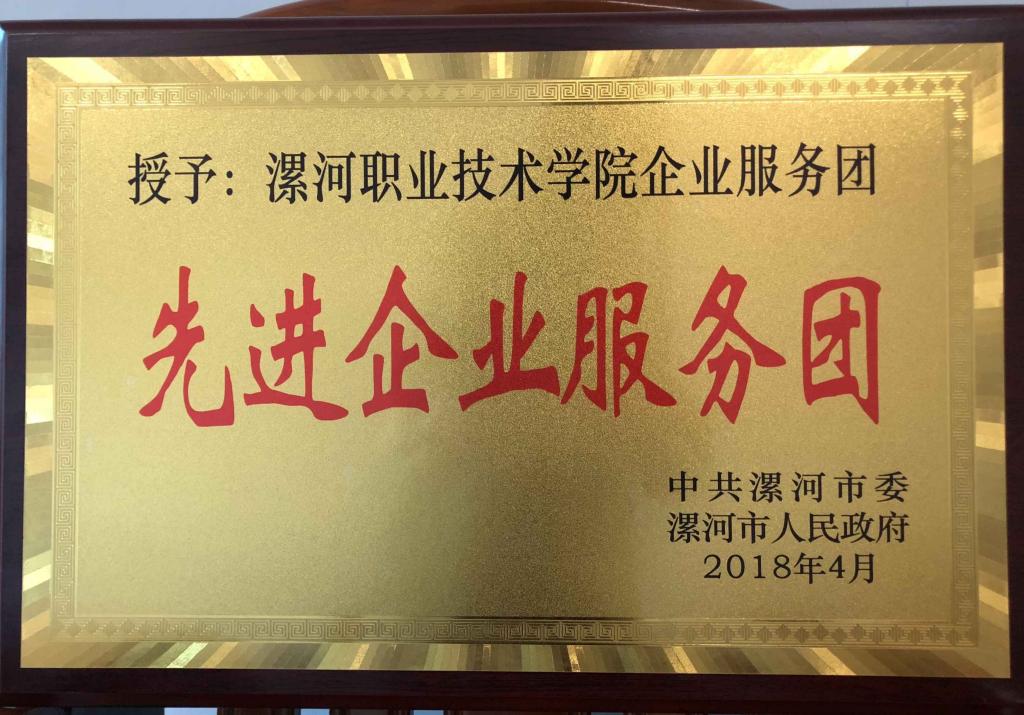 授予：漯河职业技术学院企业服务团
先进企业服务团
中共漯河市委
漯河市人民政府
2018年4月